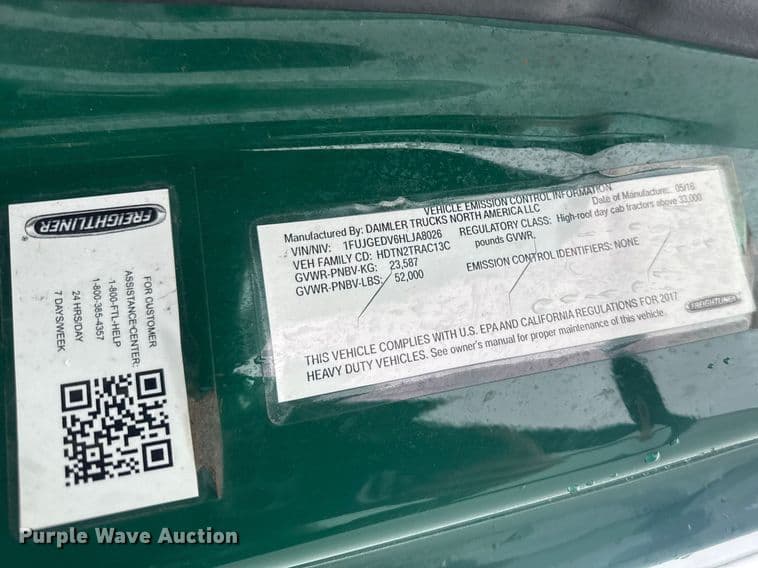 FREIGHTLINER
FOR CUSTOMER
ASSISTANCE CENTER:
1-800-FTL-HELP
1-800-385-4357
24 HRS/DAY
7 DAYS/WEEK
VEHICLE EMISSION CONTROL INFORMATION
Manufactured By: DAIMLER TRUCKS NORTH AMERICA LLC Date of Manufacture: 05/16
VIN/NIV: 1FUJGEDV6HLJA8026 REGULATORY CLASS: High-roof day cab tractors above 33,000
VEH FAMILY CD: HDTN2TRAC13C pounds GVWR.
GVWR-PNBV-KG: 23,587 EMISSION CONTROL IDENTIFIERS: NONE
GVWR-PNBV-LBS: 52,000
THIS VEHICLE COMPLIES WITH U.S. EPA AND CALIFORNIA REGULATIONS FOR 2017
HEAVY DUTY VEHICLES. See owner's manual for proper maintenance of this vehicle.
FREIGHTLINER
Purple Wave Auction